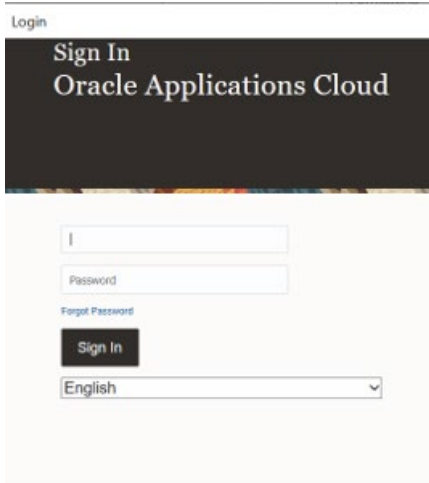 Login
Sign In
Oracle Applications Cloud
Password
Forgot Password
Sign In
English